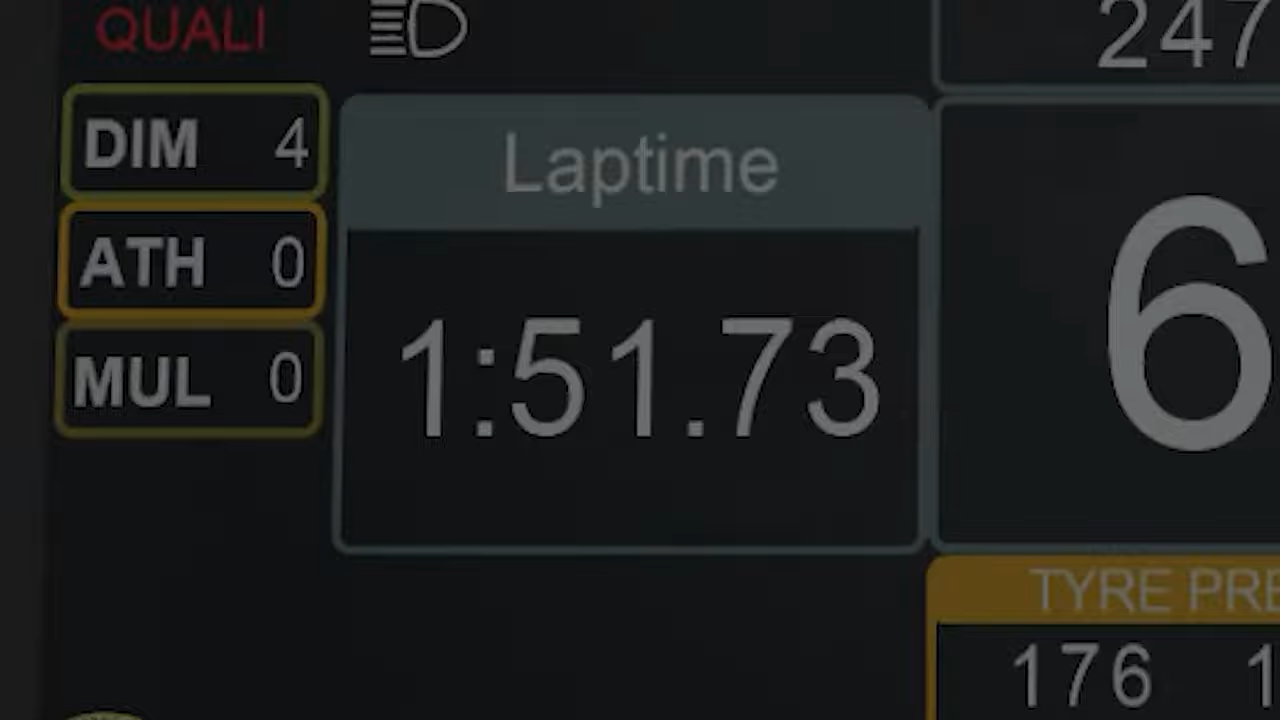 QUALI
247
DIM 4
ATH 0
MUL 0
Laptime
1:51.73
6
TYRE PRE
176 1